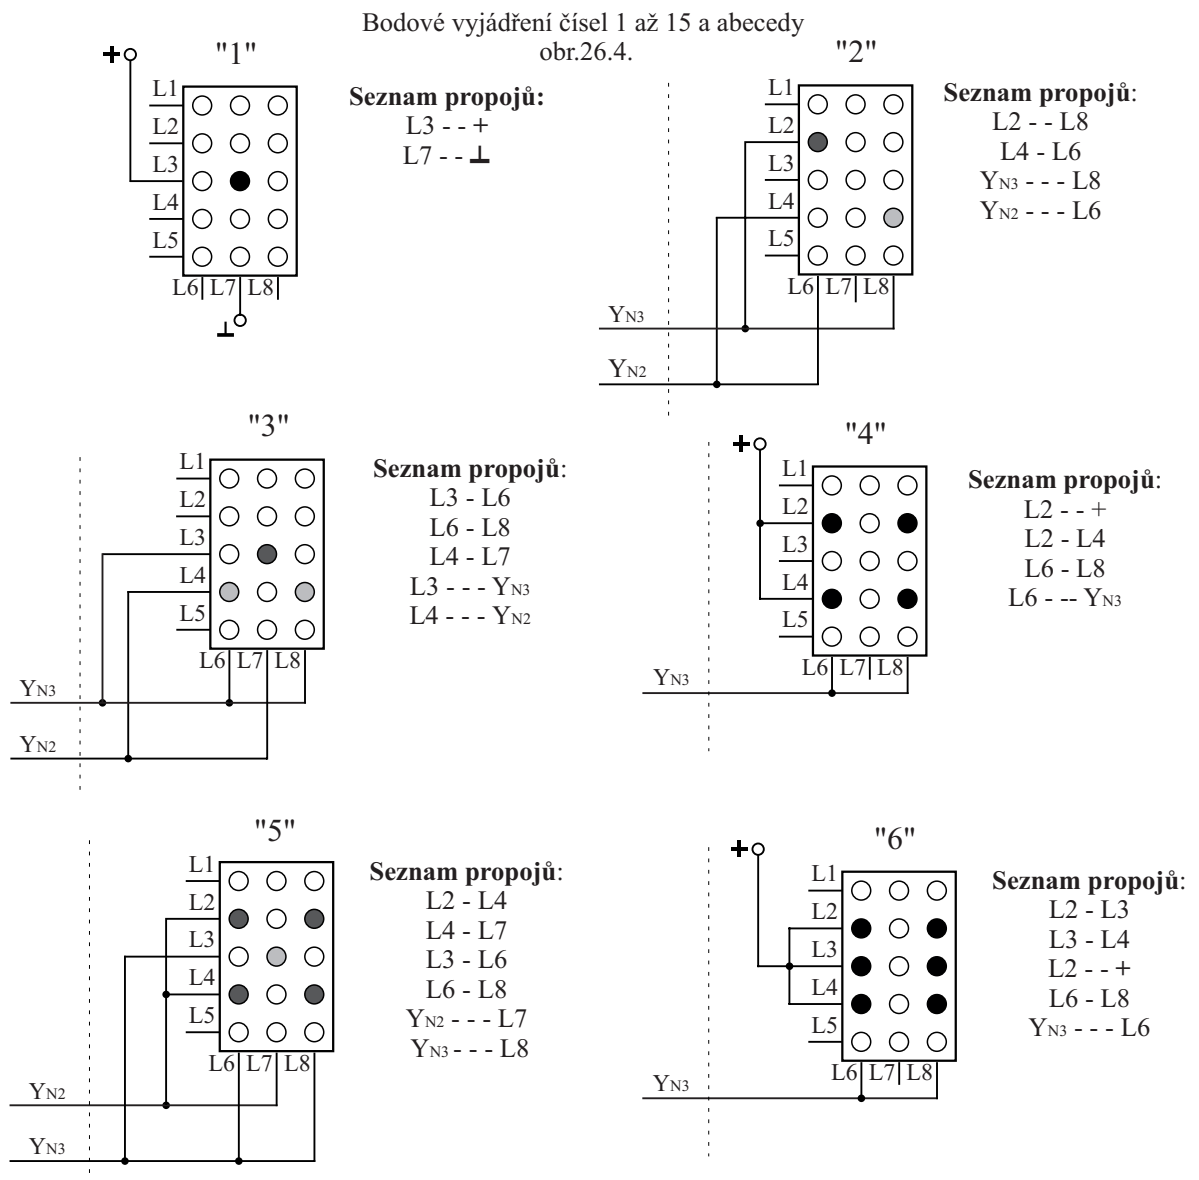 Bodové vyjádření čísel 1 až 15 a abecedy
obr.26.4.
"1"
+
L1
L2
L3
L4
L5
L6 L7 L8
⊥
Seznam propojů:
L3 - - +
L7 - - ⊥
"2"
L1
L2
L3
L4
L5
L6 L7 L8
YN3
YN2
Seznam propojů:
L2 - - L8
L4 - L6
YN3 - - - L8
YN2 - - - L6
"3"
L1
L2
L3
L4
L5
L6 L7 L8
YN3
YN2
Seznam propojů:
L3 - L6
L6 - L8
L4 - L7
L3 - - - YN3
L4 - - - YN2
"4"
+
L1
L2
L3
L4
L5
L6 L7 L8
YN3
Seznam propojů:
L2 - - +
L2 - L4
L6 - L8
L6 - -- YN3
"5"
L1
L2
L3
L4
L5
L6 L7 L8
YN2
YN3
Seznam propojů:
L2 - L4
L4 - L7
L3 - L6
L6 - L8
YN2 - - - L7
YN3 - - - L8
"6"
+
L1
L2
L3
L4
L5
L6 L7 L8
YN3
Seznam propojů:
L2 - L3
L3 - L4
L2 - - +
L6 - L8
YN3 - - - L6